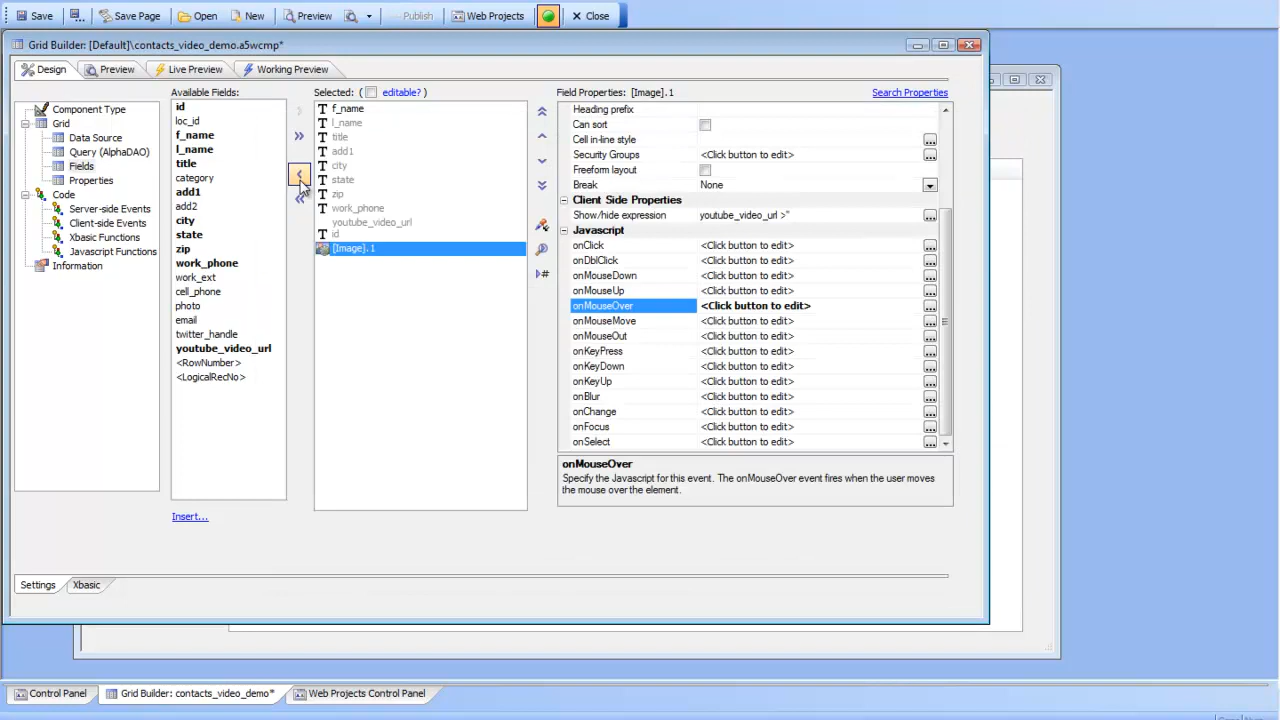 Save
Save Page
Open
New
Preview
Publish
Web Projects
Close
Grid Builder: [Default]\contacts_video_demo.a5wcmp*
Design
Preview
Live Preview
Working Preview
Component Type
Grid
Data Source
Query (AlphaDAO)
Fields
Properties
Code
Server-side Events
Client-side Events
Xbasic Functions
Javascript Functions
Information
Available Fields:
id
loc_id
f_name
l_name
title
category
add1
add2
city
state
zip
work_phone
work_ext
cell_phone
photo
email
twitter_handle
youtube_video_url
<RowNumber>
<LogicalRecNo>
Insert...
Selected: ( editable? )
f_name
l_name
title
add1
city
state
zip
work_phone
youtube_video_url
id
[Image].1
Field Properties: [Image].1
Search Properties
Heading prefix
Can sort
Cell in-line style
Security Groups <Click button to edit>
Freeform layout
Break None
Client Side Properties
Show/hide expression youtube_video_url >''
Javascript
onClick <Click button to edit>
onDblClick <Click button to edit>
onMouseDown <Click button to edit>
onMouseUp <Click button to edit>
onMouseOver <Click button to edit>
onMouseMove <Click button to edit>
onMouseOut <Click button to edit>
onKeyPress <Click button to edit>
onKeyDown <Click button to edit>
onKeyUp <Click button to edit>
onBlur <Click button to edit>
onChange <Click button to edit>
onFocus <Click button to edit>
onSelect <Click button to edit>
onMouseOver
Specify the Javascript for this event. The onMouseOver event fires when the user moves
the mouse over the element.
Settings
Xbasic
Control Panel
Grid Builder: contacts_video_demo*
Web Projects Control Panel